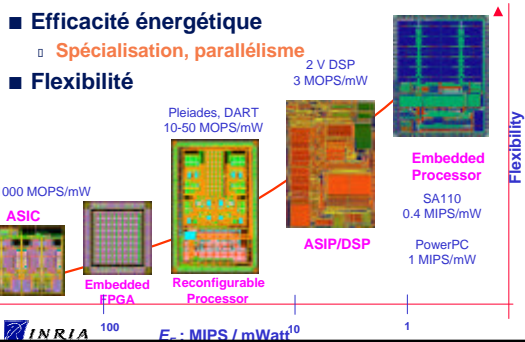 Efficacité énergétique
Spécialisation, parallélisme
Flexibilité
2 V DSP
3 MOPS/mW
Pleiades, DART
10-50 MOPS/mW
Flexibility
Embedded
Processor
SA110
0.4 MIPS/mW
PowerPC
1 MIPS/mW
000 MOPS/mW
ASIC
ASIP/DSP
Embedded
FPGA
Reconfigurable
Processor
INRIA
100
: MIPS / mWatt
10
1